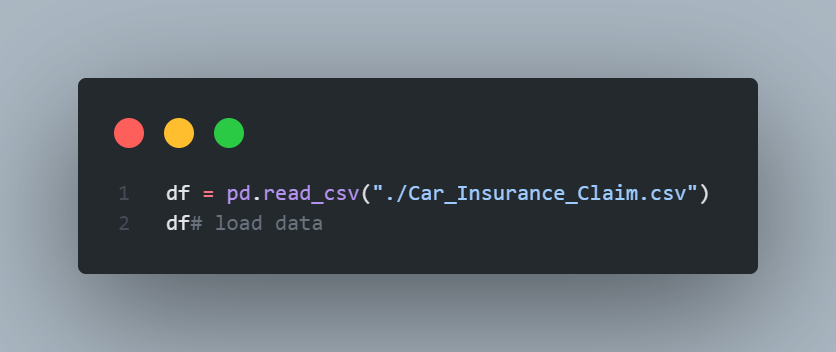 1 df = pd.read_csv("./Car_Insurance_Claim.csv")
2 df# load data